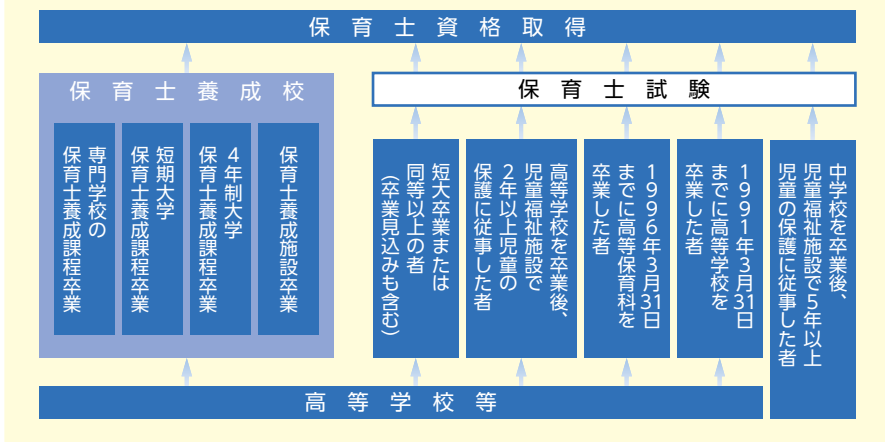 保育士資格取得
保育士養成校
専門学校の
保育士養成課程卒業
短期大学
保育士養成課程卒業
4年制大学
保育士養成課程卒業
保育士養成施設卒業
保育士試験
短大卒業または
同等以上の者
（卒業見込みも含む）
高等学校を卒業後、
児童福祉施設で
2年以上児童の
保護に従事した者
1996年3月31日
までに高等保育科を
卒業した者
1991年3月31日
までに高等学校を
卒業した者
中学校を卒業後、
児童福祉施設で5年以上
児童の保護に従事した者
高等学校等